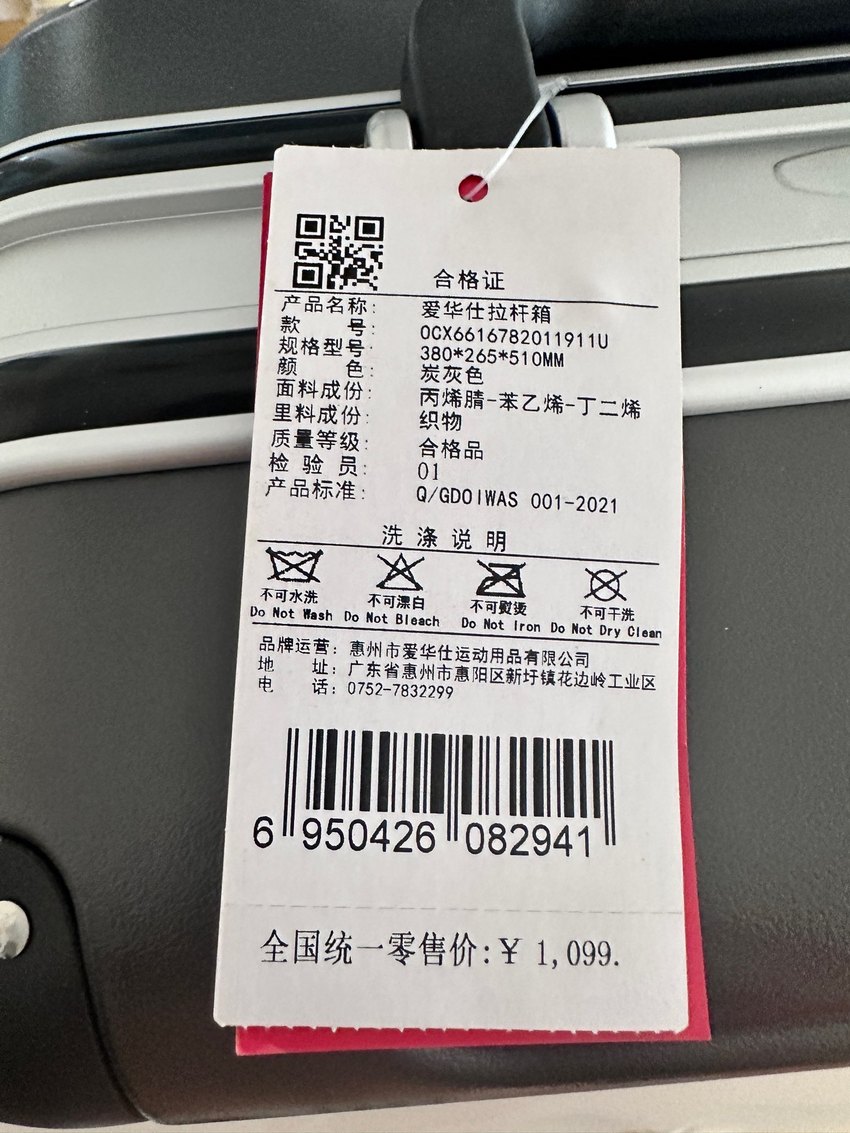 合格证
产品名称: 爱华仕拉杆箱
款 号: OCX6616782011911U
规格型号: 380*265*510MM
颜 色: 炭灰色
面料成份: 丙烯腈-苯乙烯-丁二烯
里料成份: 织物
质量等级: 合格品
检 验 员: 01
产品标准: Q/GDOIWAS 001-2021
洗 涤 说 明
不可水洗 不可漂白 不可熨烫 不可干洗
Do Not Wash Do Not Bleach Do Not Iron Do Not Dry Clean
品牌运营: 惠州市爱华仕运动用品有限公司
地 址: 广东省惠州市惠阳区新圩镇花边岭工业区
电 话: 0752-7832299
6 950426 082941
全国统一零售价:¥ 1,099.